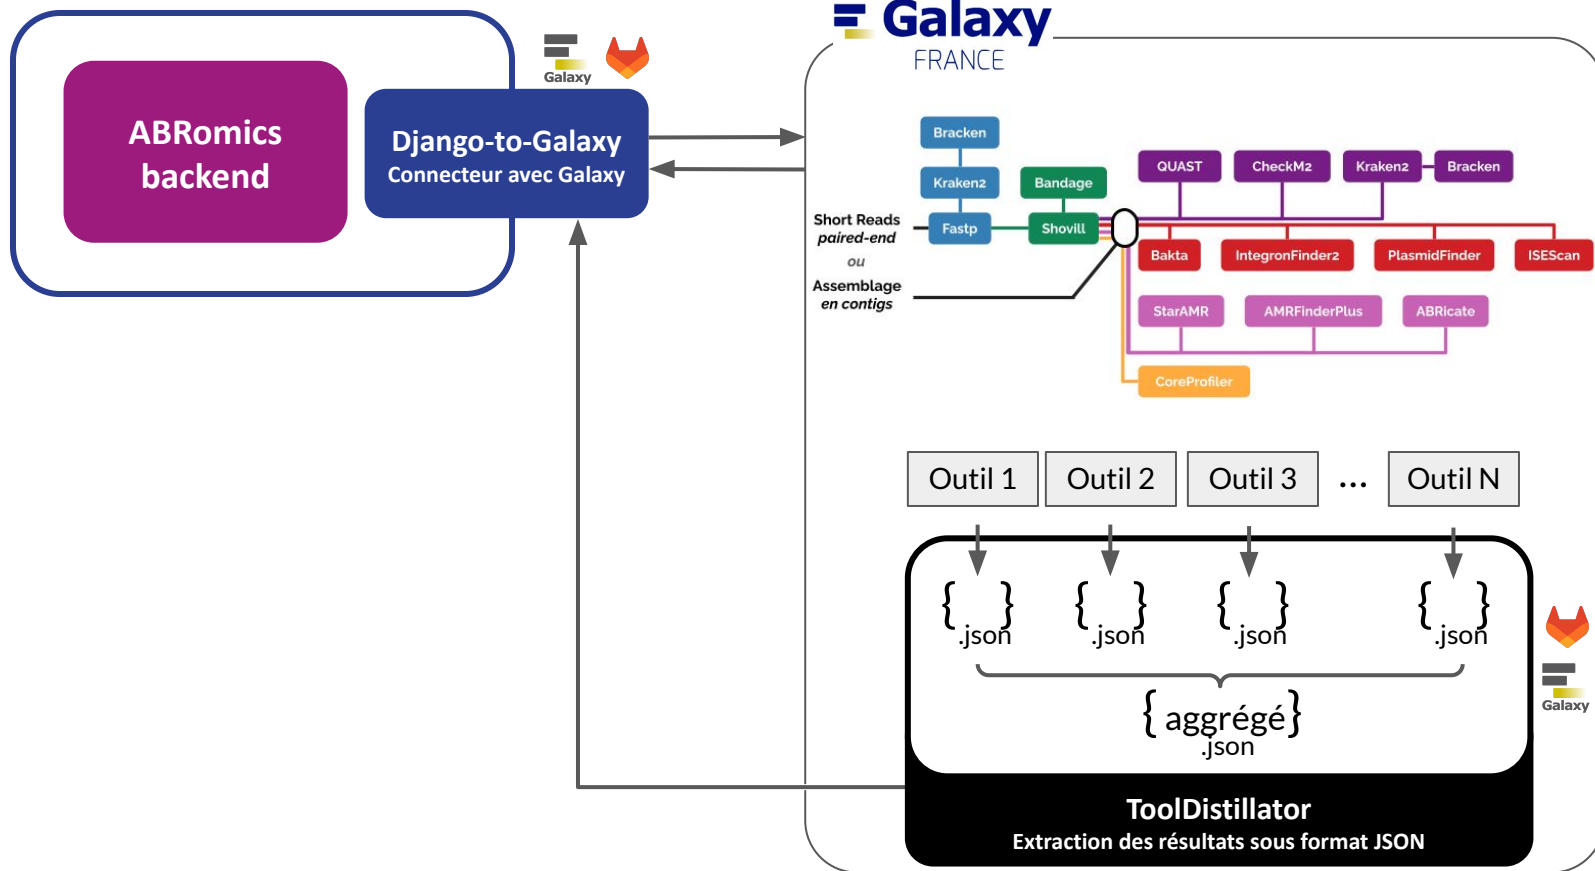 Galaxy
FRANCE
Galaxy
ABRomics
backend
Django-to-Galaxy
Connecteur avec Galaxy
Bracken
Kraken2
Bandage
Short Reads
paired-end
ou
Assemblage
en contigs
Fastp
Shovill
QUAST
CheckM2
Kraken2
Bracken
Bakta
IntegronFinder2
PlasmidFinder
ISEScan
StarAMR
AMRFinderPlus
ABRicate
CoreProfiler
Outil 1
Outil 2
Outil 3
...
Outil N
{ }
.json
{ }
.json
{ }
.json
{ }
.json
{ aggrégé }
.json
Galaxy
ToolDistillator
Extraction des résultats sous format JSON